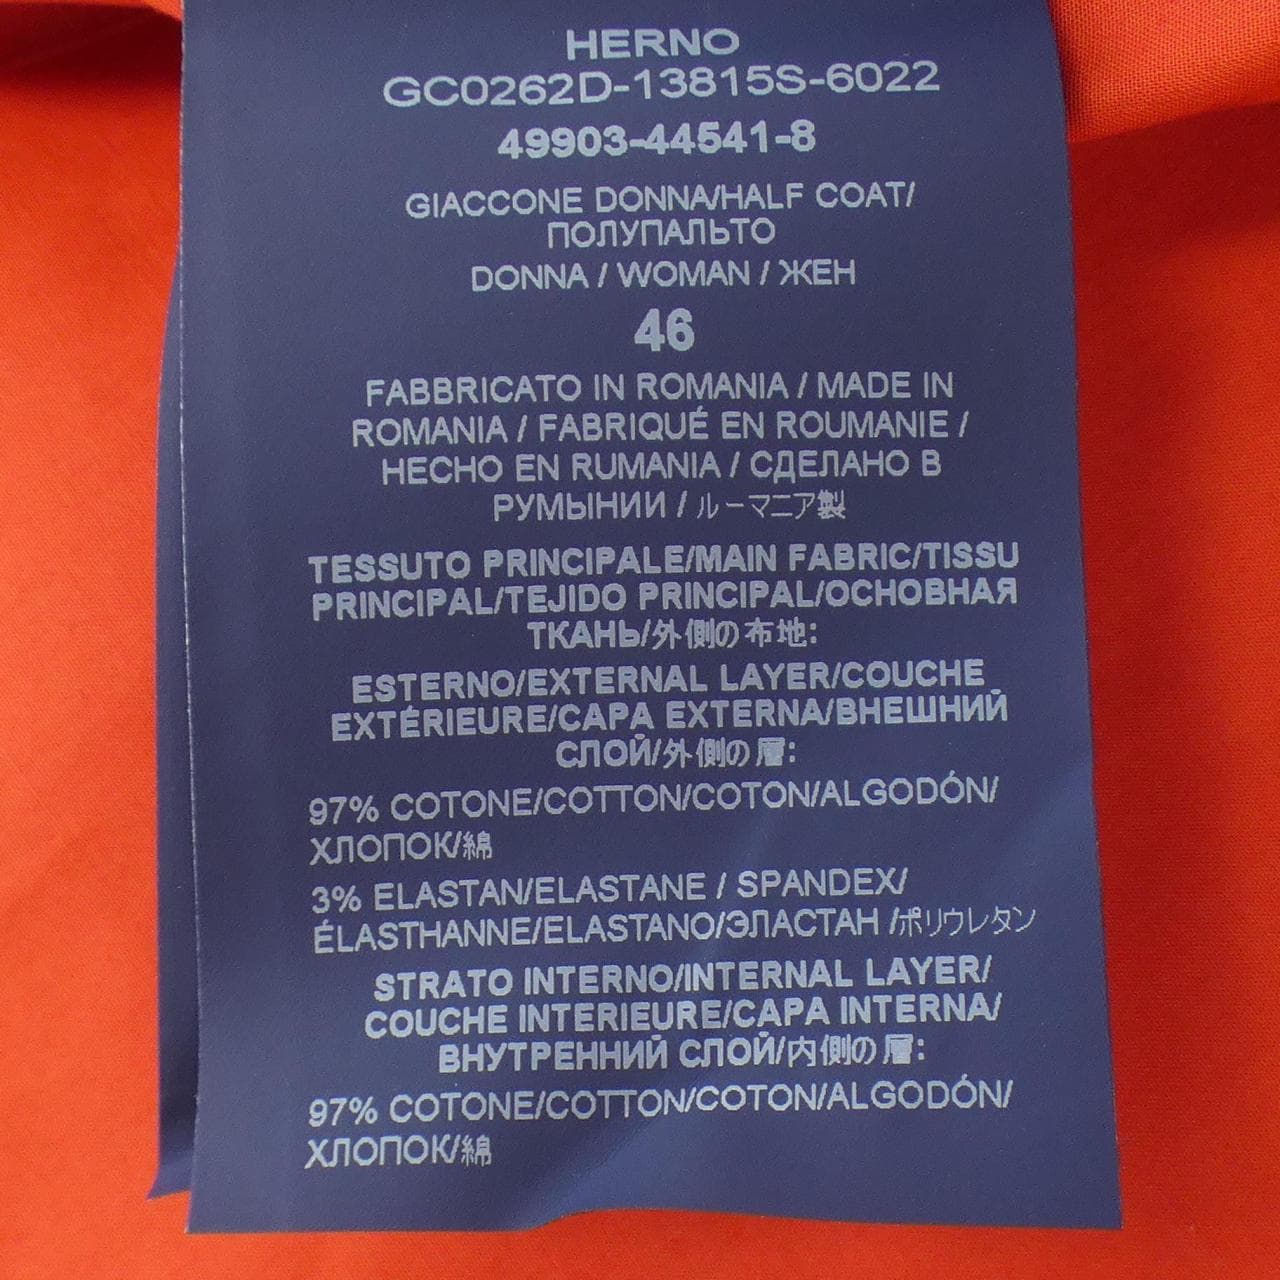 HERNO
GC0262D-13815S-6022
49903-44541-8
GIACCONE DONNA/HALF COAT/
ПОЛУПАЛЬТО
DONNA / WOMAN / ЖЕН
46
FABBRICATO IN ROMANIA / MADE IN
ROMANIA / FABRIQUÉ EN ROUMANIE /
HECHO EN RUMANIA / СДЕЛАНО В
РУМЫНИИ / ルーマニア製
TESSUTO PRINCIPALE/MAIN FABRIC/TISSU
PRINCIPAL/TEJIDO PRINCIPAL/ОСНОВНАЯ
ТКАНЬ/外側の布地:
ESTERNO/EXTERNAL LAYER/COUCHE
EXTÉRIEURE/CAPA EXTERNA/ВНЕШНИЙ
СЛОЙ/外側の層:
97% COTONE/COTTON/COTON/ALGODÓN/
ХЛОПОК/綿
3% ELASTAN/ELASTANE / SPANDEX/
ÉLASTHANNE/ELASTANO/ЭЛАСТАН /ポリウレタン
STRATO INTERNO/INTERNAL LAYER/
COUCHE INTERIEURE/CAPA INTERNA/
ВНУТРЕННИЙ СЛОЙ/内側の層:
97% COTONE/COTTON/COTON/ALGODÓN/
ХЛОПОК/綿